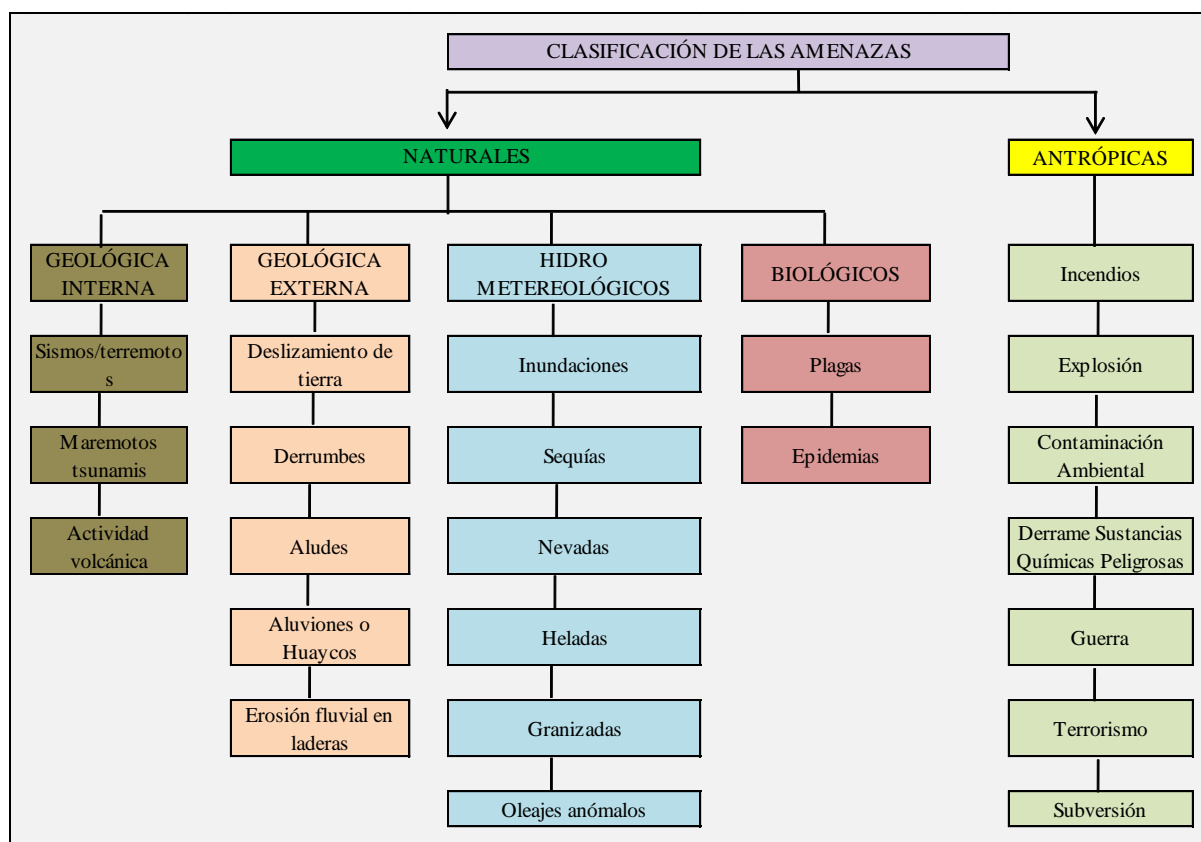 CLASIFICACIÓN DE LAS AMENAZAS
NATURALES
ANTRÓPICAS
GEOLÓGICA
INTERNA
Sismos/terremoto
s
Maremotos
tsunamis
Actividad
volcánica
GEOLÓGICA
EXTERNA
Deslizamiento de
tierra
Derrumbes
Aludes
Aluviones o
Huaycos
Erosión fluvial en
laderas
HIDRO
METEREOLÓGICOS
Inundaciones
Sequías
Nevadas
Heladas
Granizadas
Oleajes anómalos
BIOLÓGICOS
Plagas
Epidemias
Incendios
Explosión
Contaminación
Ambiental
Derrame Sustancias
Químicas Peligrosas
Guerra
Terrorismo
Subversión